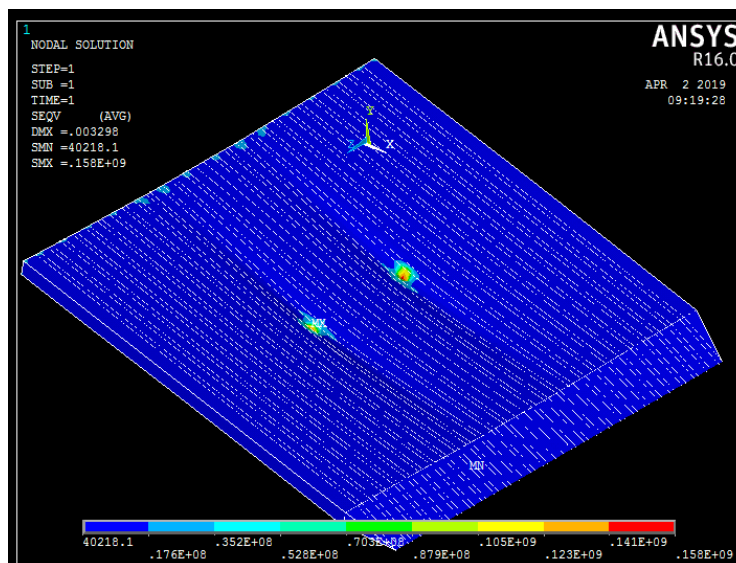 1
NODAL SOLUTION
STEP=1
SUB =1
TIME=1
SEQV (AVG)
DMX =.003298
SMN =40218.1
SMX =.158E+09
ANSYS
R16.0
APR 2 2019
09:19:28
Y
Z X
MX
MN
40218.1 .352E+08 .703E+08 .105E+09 .141E+09
.176E+08 .528E+08 .879E+08 .123E+09 .158E+09